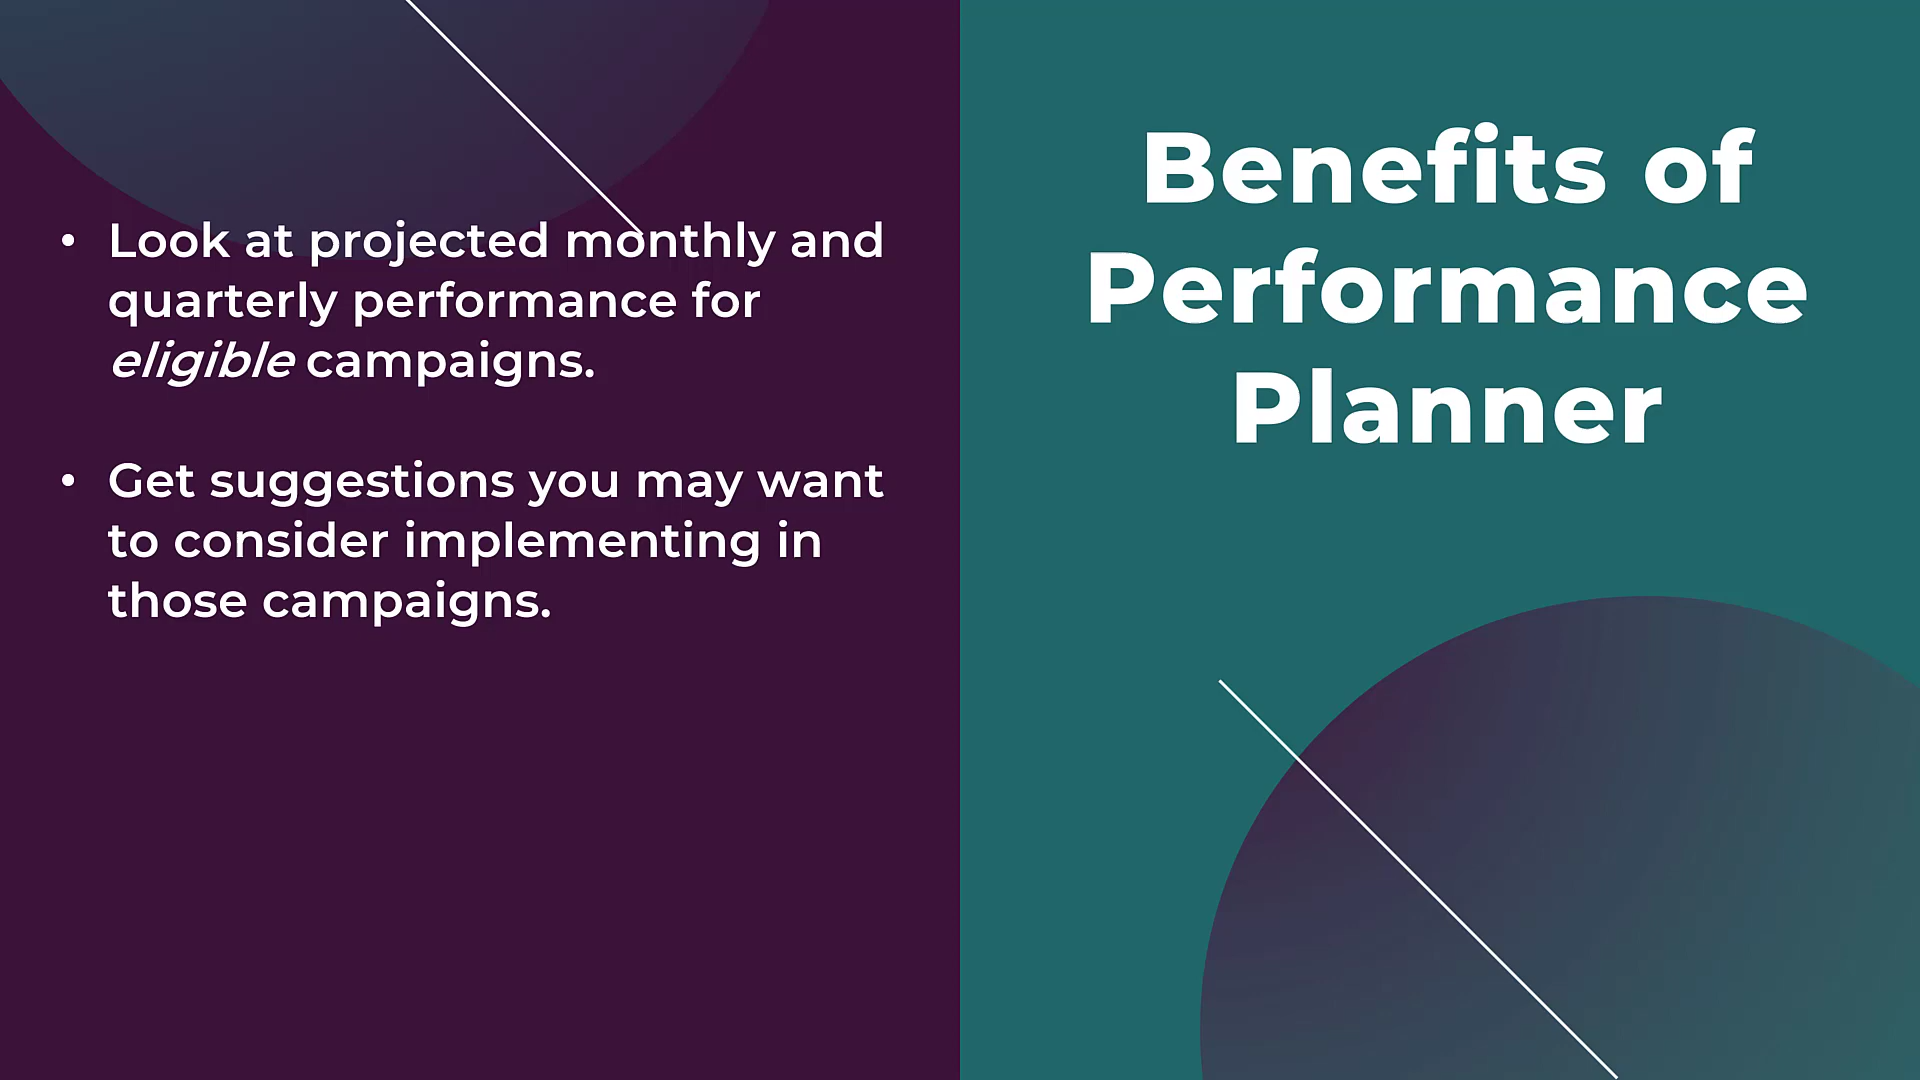 Benefits of
Performance
Planner
• Look at projected monthly and
quarterly performance for
eligible campaigns.
• Get suggestions you may want
to consider implementing in
those campaigns.